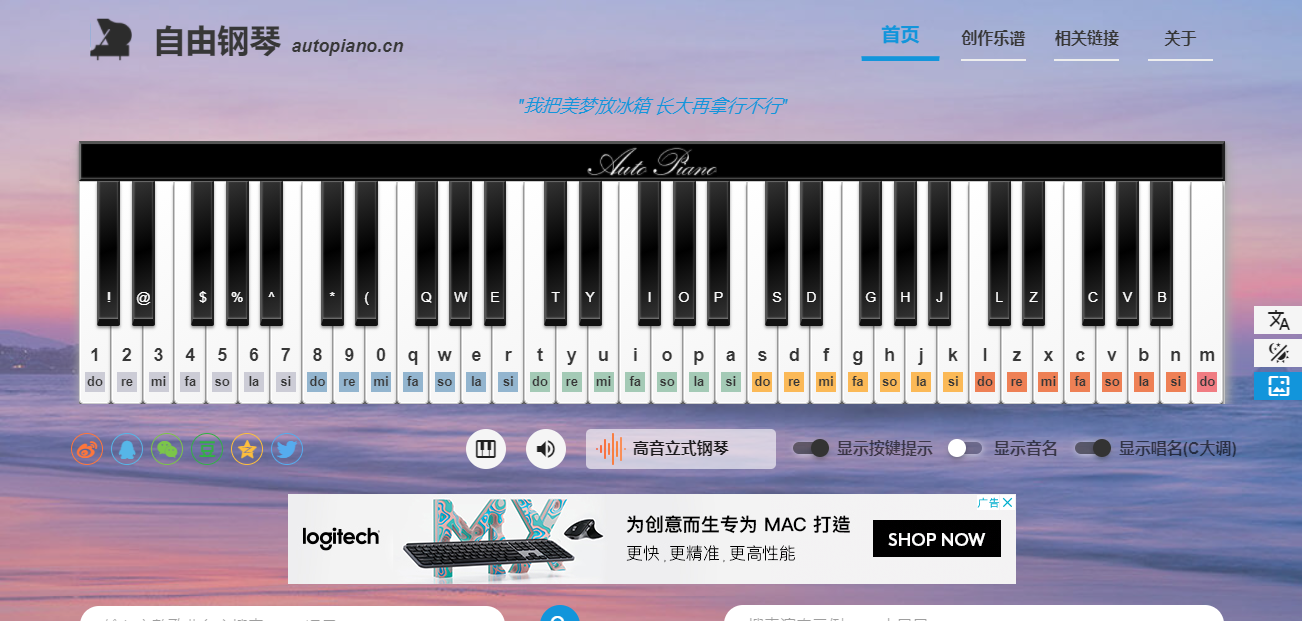 自由钢琴 autopiano.cn
首页 创作乐谱 相关链接 关于
"我把美梦放冰箱 长大再拿行不行"
Auto Piano
! @ $ % ^ * ( Q W E T Y I O P S D G H J L Z C V B
1 2 3 4 5 6 7 8 9 0 q w e r t y u i o p a s d f g h j k l z x c v b n m
do re mi fa so la si do re mi fa so la si do re mi fa so la si do re mi fa so la si do re mi fa so la si do
文A
豆 高音立式钢琴 显示按键提示 显示音名 显示唱名(C大调)
广告
logitech
MX
为创意而生专为 MAC 打造
更快 , 更精准 , 更高性能
SHOP NOW